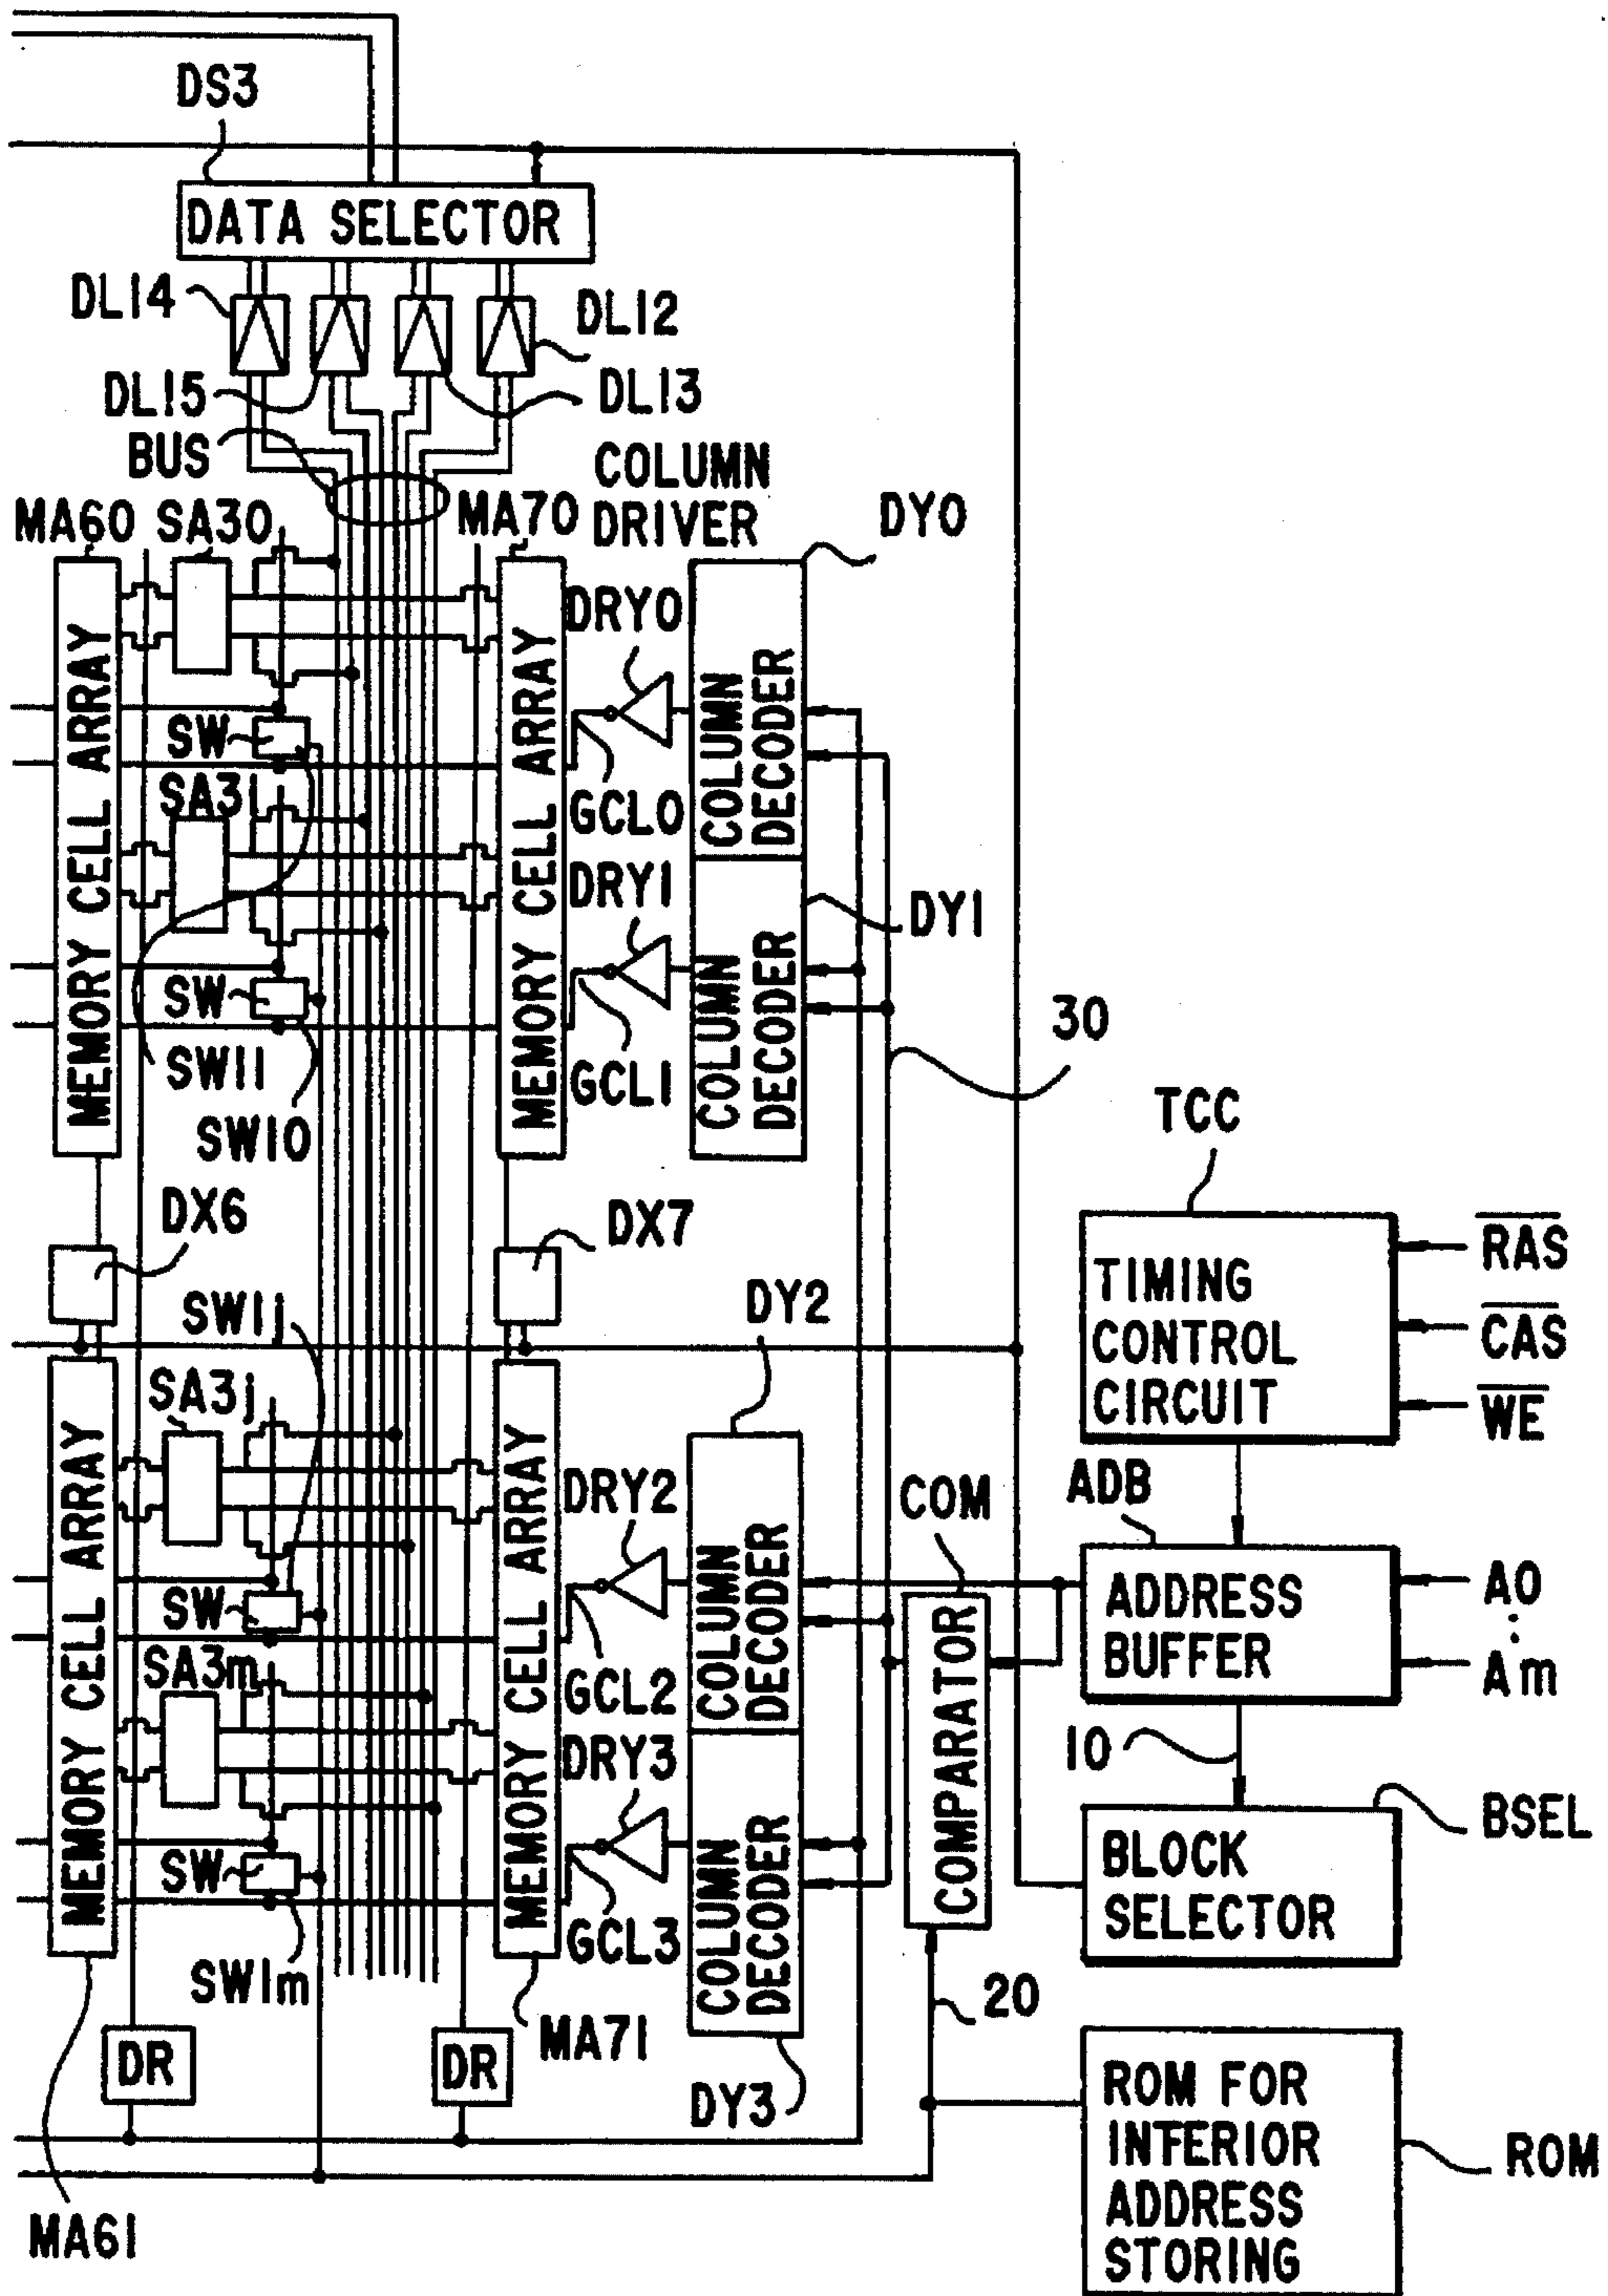 DS3
DATA SELECTOR
DL14
DL12
DL15
DL13
BUS
COLUMN
DRIVER
MA60
SA30
MA70
DY0
DRY0
MEMORY CELL ARRAY
MEMORY CELL ARRAY
COLUMN
DECODER
SW
GCL0
SA3i
DRY1
DY1
COLUMN
DECODER
SW
30
SW1i
GCL1
SW10
TCC
DX6
DX7
RAS
TIMING
CONTROL
CIRCUIT
CAS
WE
SW1j
DY2
SA3j
ADB
COM
DRY2
MEMORY CELL ARRAY
MEMORY CELL ARRAY
COLUMN
DECODER
COMPARATOR
ADDRESS
BUFFER
A0
:
Am
SW
SA3m
GCL2
10
DRY3
BSEL
COLUMN
DECODER
BLOCK
SELECTOR
SW
GCL3
SW1m
20
DR
DR
MA71
DY3
ROM FOR
INTERIOR
ADDRESS
STORING
ROM
MA61